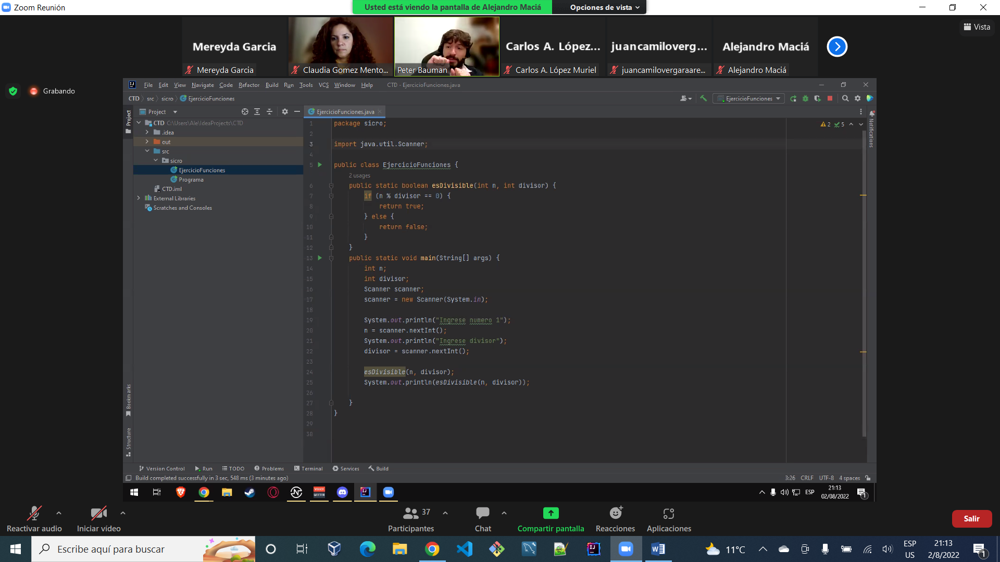 Zoom Reunión
Usted está viendo la pantalla de Alejandro Maciá
Opciones de vista
Vista
Mereyda Garcia
Carlos A. López...
juancamiloverg...
Alejandro Maciá
Mereyda Garcia
Claudia Gomez Mento...
Peter Bauman
Carlos A. López Muriel
juancamilovergaraare...
Alejandro Maciá
Grabando
File Edit View Navigate Code Refactor Build Run Tools VCS Window Help
CTD - EjercicioFunciones.java
CTD src sicro EjercicioFunciones
EjercicioFunciones
Project
Project
EjercicioFunciones.java
Notifications
CTD C:\Users\Ale\IdeaProjects\CTD
.idea
out
src
sicro
EjercicioFunciones
Programa
CTD.iml
External Libraries
Scratches and Consoles
2 5
1 package sicro;
2
3 import java.util.Scanner;
4
5 public class EjercicioFunciones {
2 usages
6 public static boolean esDivisible(int n, int divisor) {
7 if (n % divisor == 0) {
8 return true;
9 } else {
10 return false;
11 }
12 }
13 public static void main(String[] args) {
14 int n;
15 int divisor;
16 Scanner scanner;
17 scanner = new Scanner(System.in);
18
19 System.out.println("Ingrese numero 1");
20 n = scanner.nextInt();
21 System.out.println("Ingrese divisor");
22 divisor = scanner.nextInt();
23
24 esDivisible(n, divisor);
25 System.out.println(esDivisible(n, divisor));
26
27 }
28 }
29
30
Bookmarks
Structure
Version Control Run TODO Problems Terminal Services Build
Build completed successfully in 3 sec, 548 ms (3 minutes ago)
3:26 CRLF UTF-8 4 spaces
VOICE
MEETER
ESP
21:13
02/08/2022
1
Reactivar audio
Iniciar vídeo
37
Participantes
Chat
Compartir pantalla
Reacciones
Aplicaciones
Salir
Escribe aquí para buscar
11°C
ESP
US
21:13
2/8/2022
1